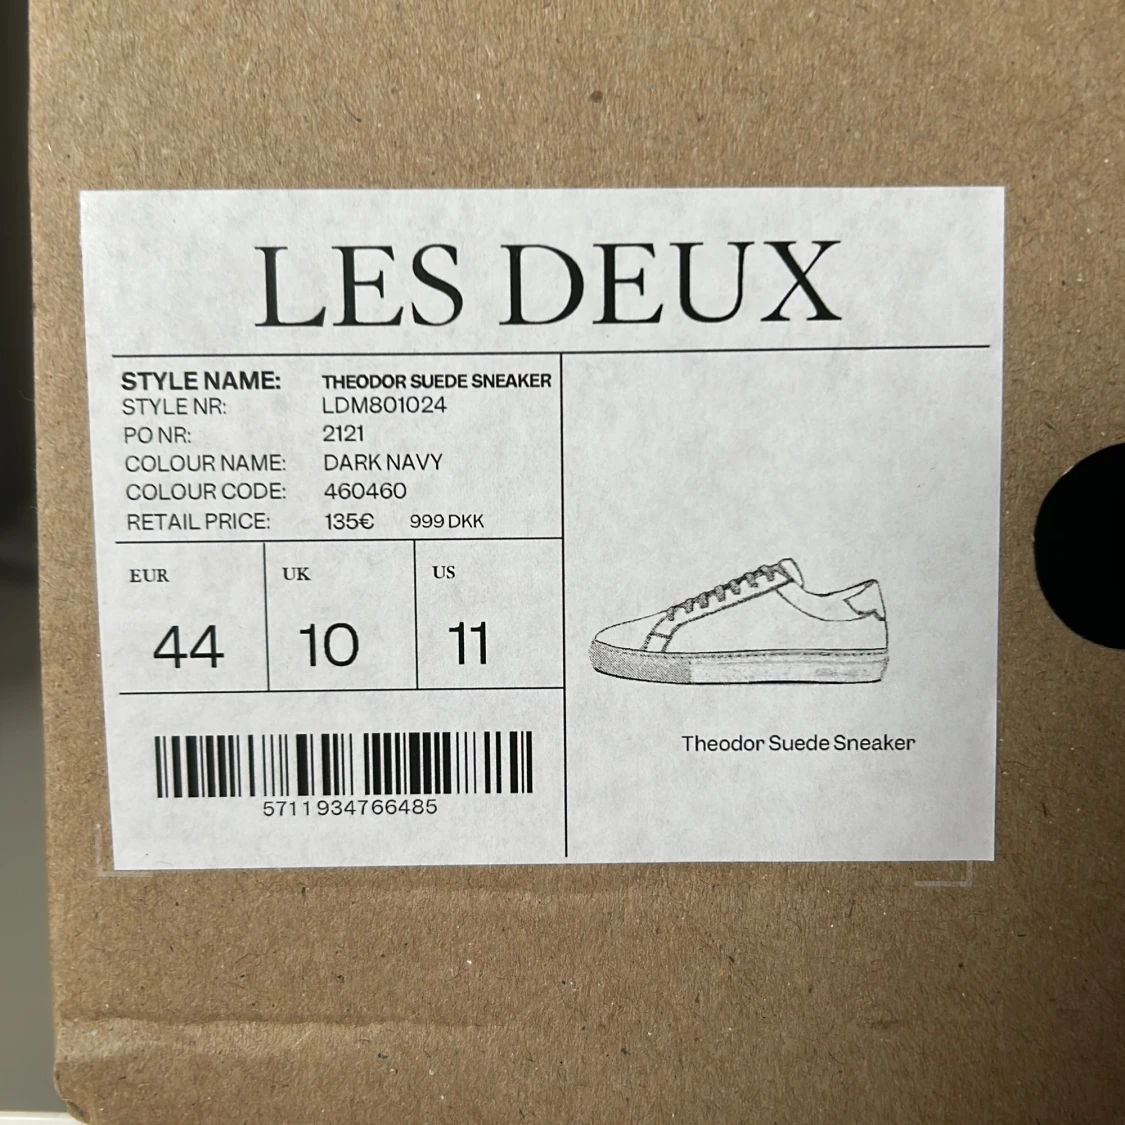 LES DEUX
STYLE NAME: THEODOR SUEDE SNEAKER
STYLE NR: LDM801024
PO NR: 2121
COLOUR NAME: DARK NAVY
COLOUR CODE: 460460
RETAIL PRICE: 135€ 999 DKK
EUR UK US
44 10 11
Theodor Suede Sneaker
5711934766485